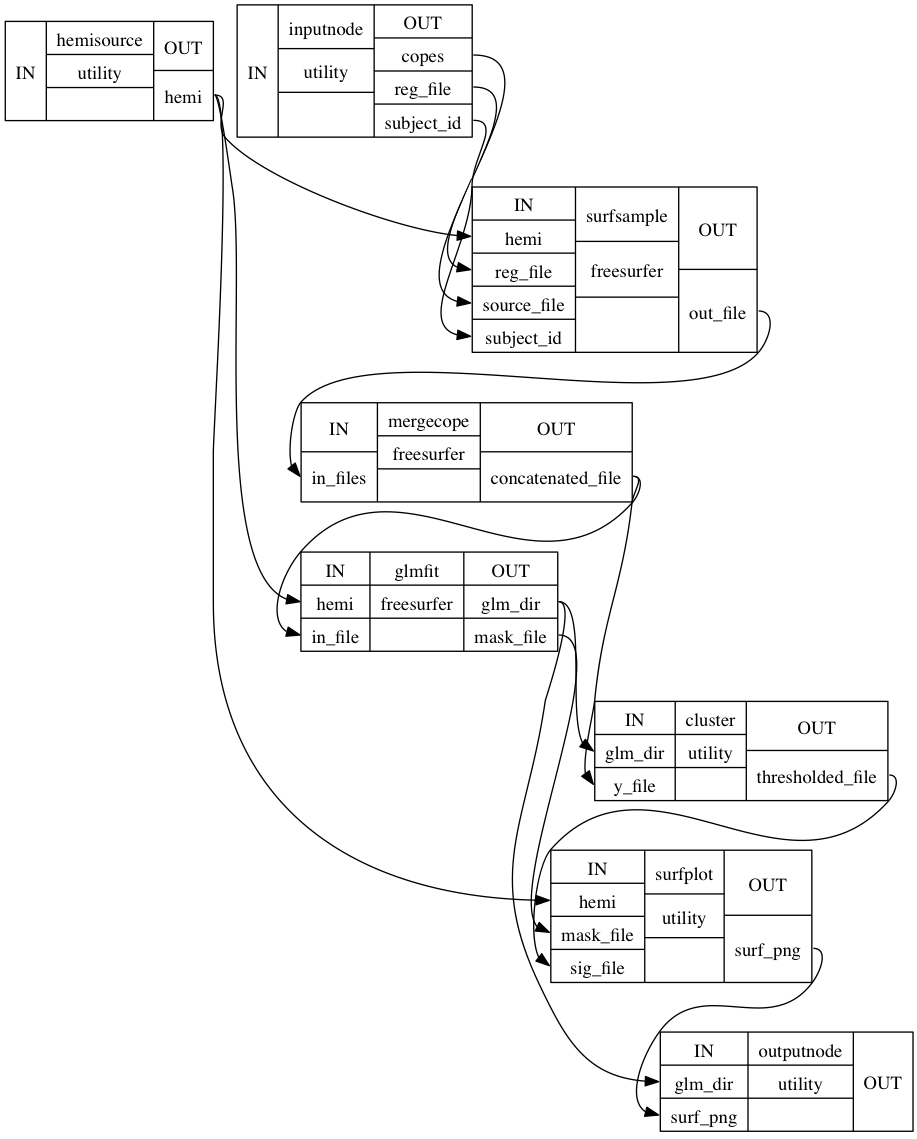 IN
hemisource
utility
OUT
hemi
IN
inputnode
utility
OUT
copes
reg_file
subject_id
IN
hemi
reg_file
source_file
subject_id
surfsample
freesurfer
OUT
out_file
IN
in_files
mergecope
freesurfer
OUT
concatenated_file
IN
hemi
in_file
glmfit
freesurfer
OUT
glm_dir
mask_file
IN
glm_dir
y_file
cluster
utility
OUT
thresholded_file
IN
hemi
mask_file
sig_file
surfplot
utility
OUT
surf_png
IN
glm_dir
surf_png
outputnode
utility
OUT